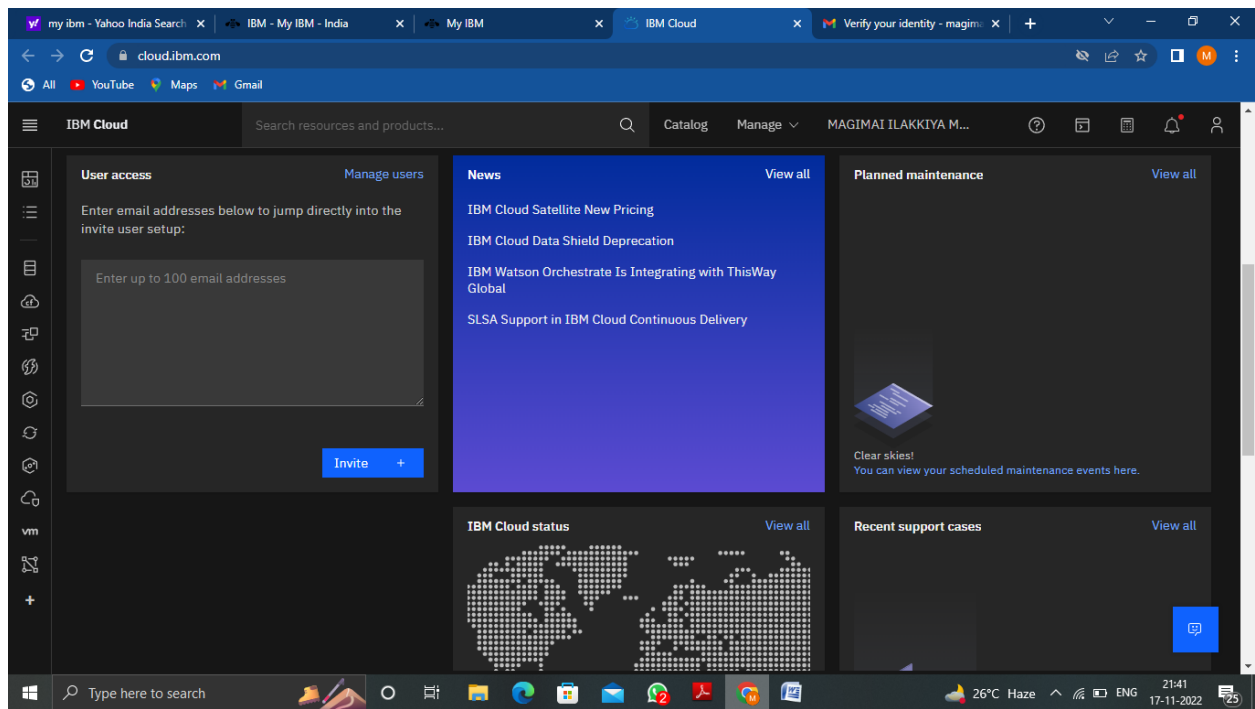 my ibm - Yahoo India Search
IBM - My IBM - India
My IBM
IBM Cloud
Verify your identity - magima
cloud.ibm.com
M
All
YouTube
Maps
Gmail
IBM Cloud
Search resources and products...
Catalog
Manage
MAGIMAI ILAKKIYA M...
User access
Manage users
Enter email addresses below to jump directly into the
invite user setup:
Enter up to 100 email addresses
Invite +
News
View all
IBM Cloud Satellite New Pricing
IBM Cloud Data Shield Deprecation
IBM Watson Orchestrate Is Integrating with ThisWay
Global
SLSA Support in IBM Cloud Continuous Delivery
Planned maintenance
View all
Clear skies!
You can view your scheduled maintenance events here.
vm
IBM Cloud status
View all
Recent support cases
View all
Type here to search
2
26°C Haze
ENG
21:41
17-11-2022
25